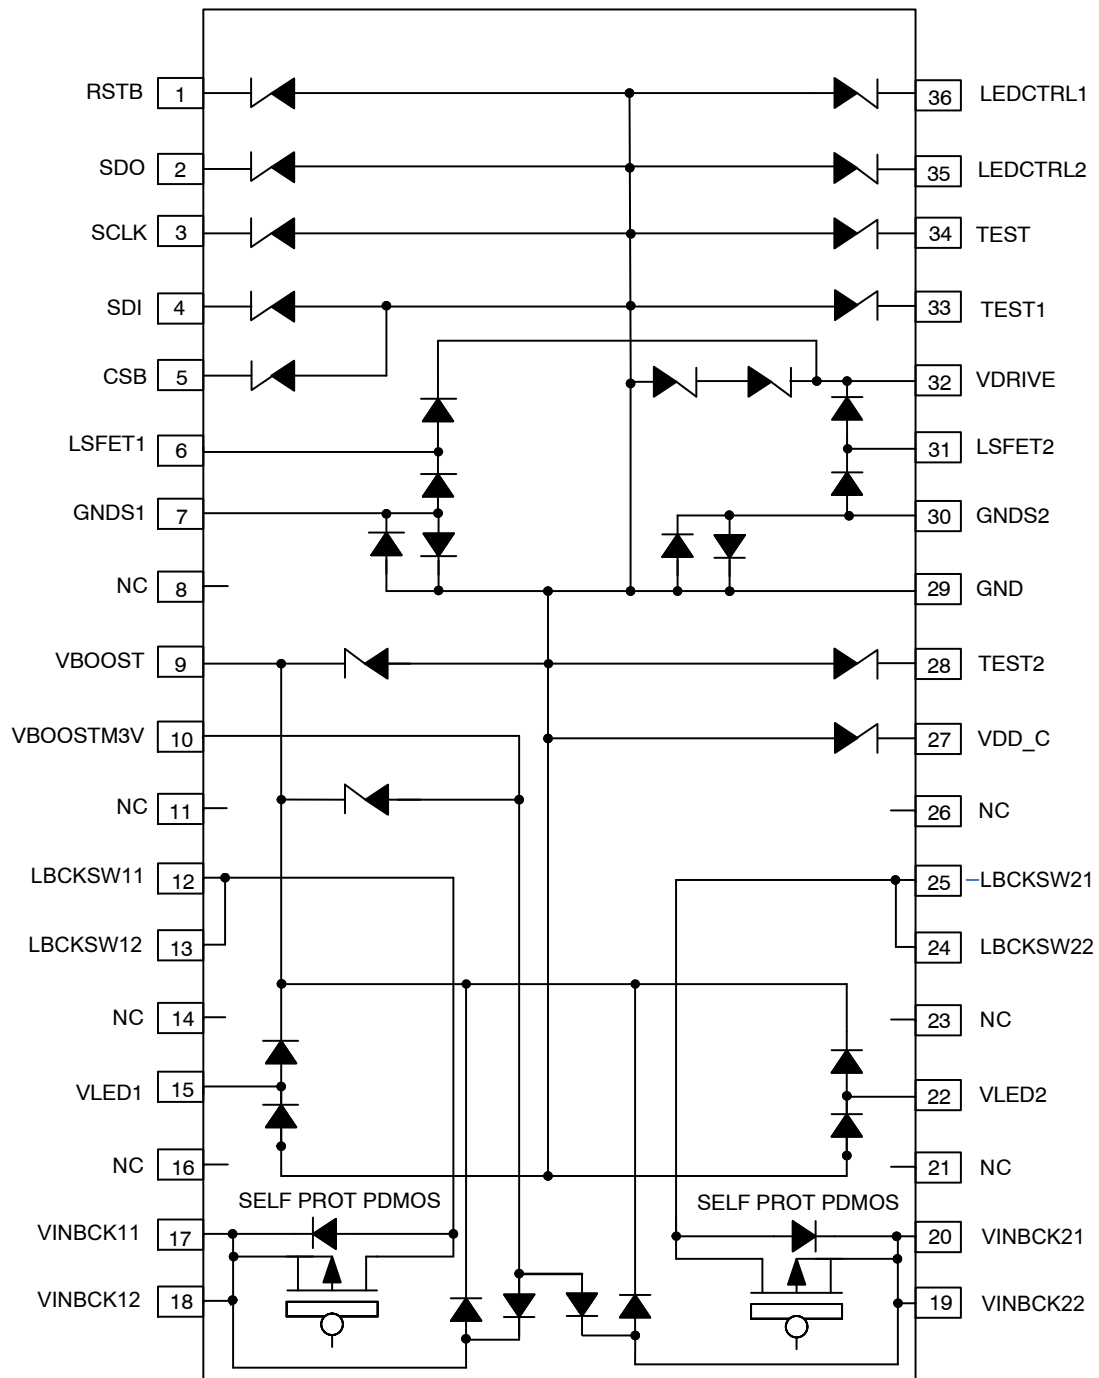 RSTB 1 36 LEDCTRL1
SDO 2 35 LEDCTRL2
SCLK 3 34 TEST
SDI 4 33 TEST1
CSB 5 32 VDRIVE
LSFET1 6 31 LSFET2
GNDS1 7 30 GNDS2
NC 8 29 GND
VBOOST 9 28 TEST2
VBOOSTM3V 10 27 VDD_C
NC 11 26 NC
LBCKSW11 12 25 LBCKSW21
LBCKSW12 13 24 LBCKSW22
NC 14 23 NC
VLED1 15 22 VLED2
NC 16 21 NC
SELF PROT PDMOS SELF PROT PDMOS
VINBCK11 17 20 VINBCK21
VINBCK12 18 19 VINBCK22